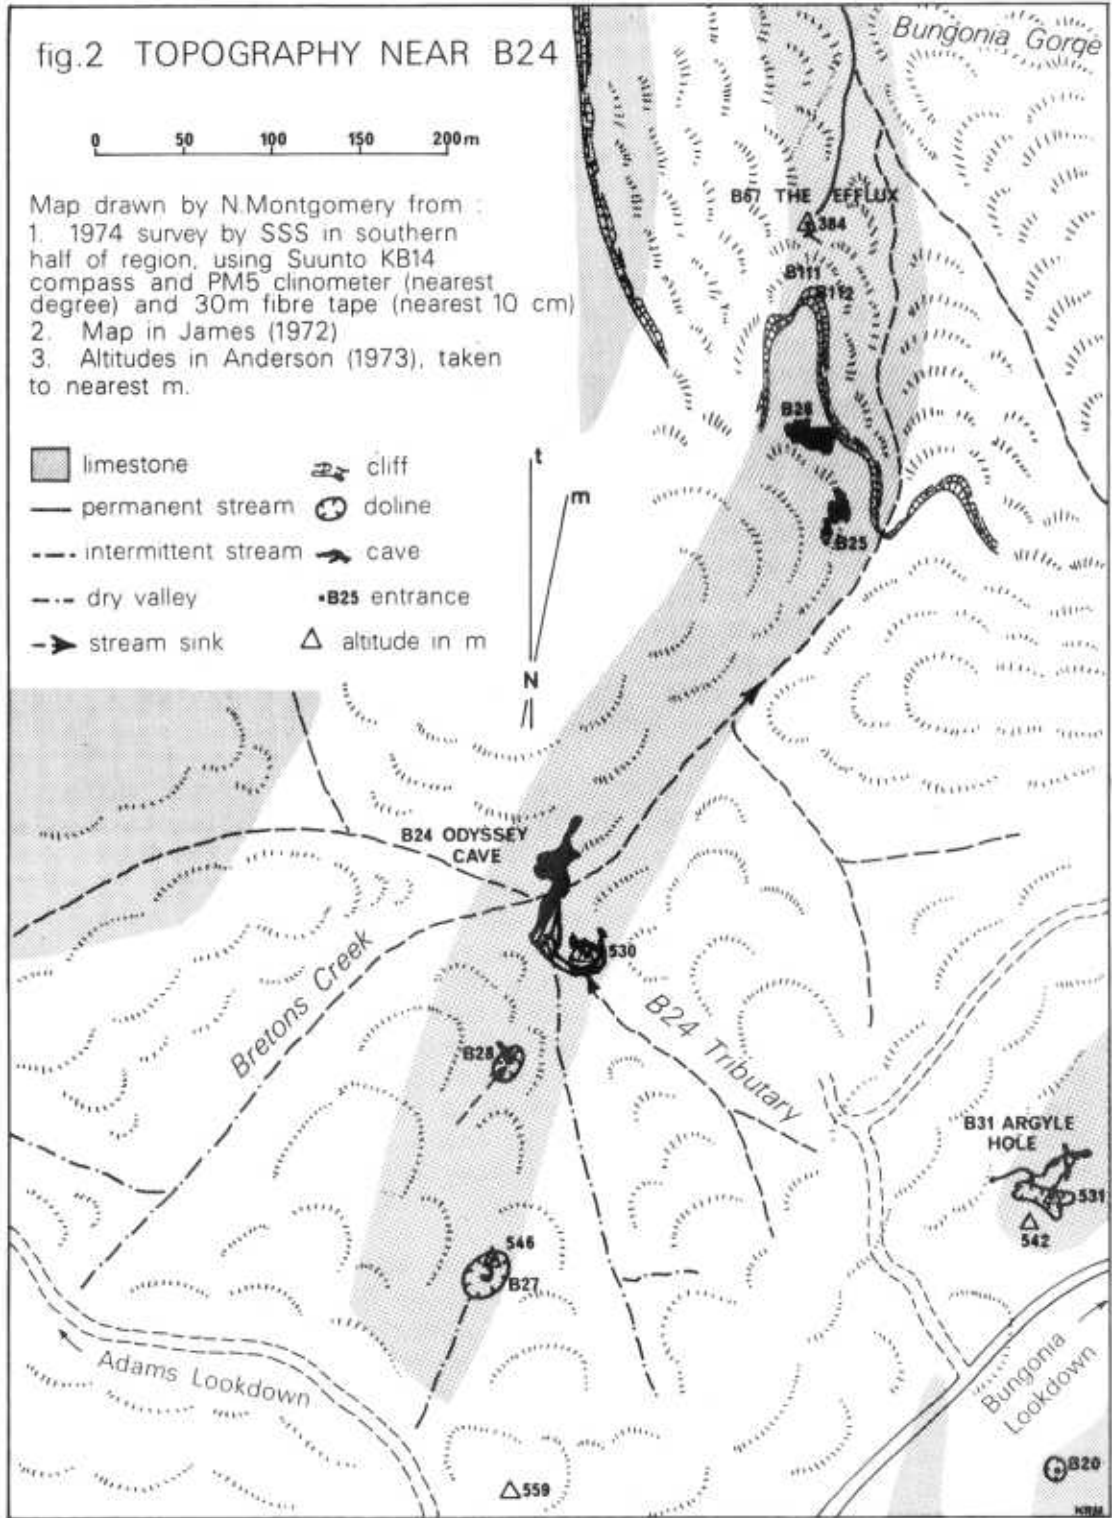 fig.2 TOPOGRAPHY NEAR B24
Bungonia Gorge
0 50 100 150 200m
Map drawn by N.Montgomery from :
1. 1974 survey by SSS in southern
half of region, using Suunto KB14
compass and PM5 clinometer (nearest
degree) and 30m fibre tape (nearest 10 cm)
2. Map in James (1972)
3. Altitudes in Anderson (1973), taken
to nearest m.
limestone
cliff
permanent stream
doline
intermittent stream
cave
dry valley
B25 entrance
stream sink
altitude in m
t
m
N
B67 THE EFFLUX
384
B111
B112
B26
B25
B24 ODYSSEY
CAVE
530
Bretons Creek
B24 Tributary
B28
B31 ARGYLE
HOLE
531
542
546
B27
Adams Lookdown
Bungonia
Lookdown
B20
559